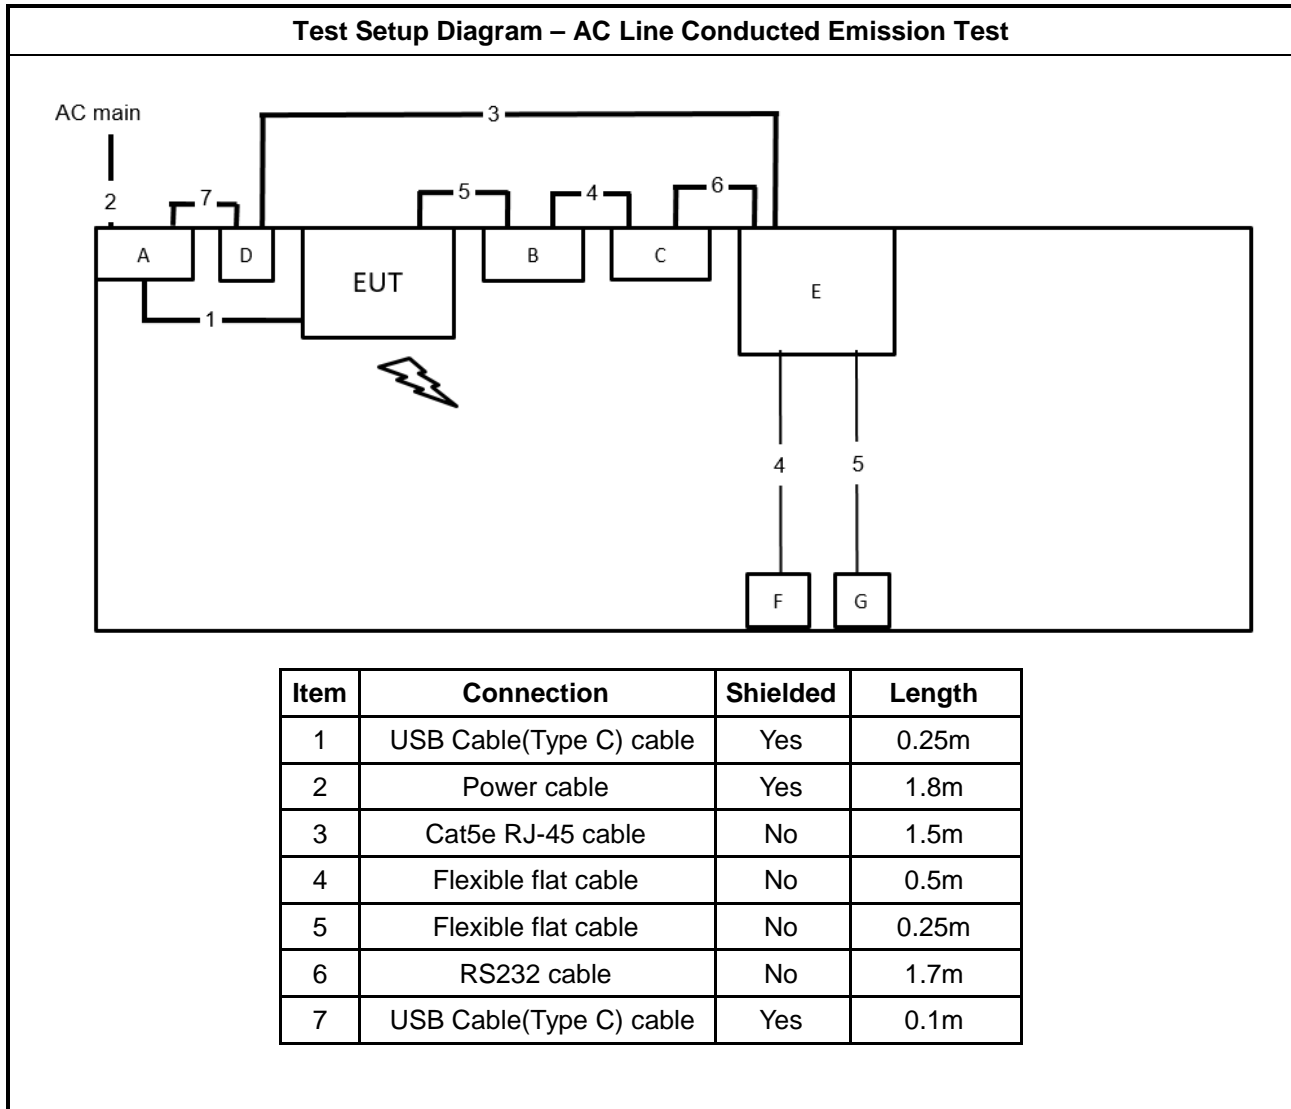 Test Setup Diagram – AC Line Conducted Emission Test
AC main
3
2
7
5
4
6
A
D
EUT
B
C
E
1
4
5
F
G
Item Connection Shielded Length
1 USB Cable(Type C) cable Yes 0.25m
2 Power cable Yes 1.8m
3 Cat5e RJ-45 cable No 1.5m
4 Flexible flat cable No 0.5m
5 Flexible flat cable No 0.25m
6 RS232 cable No 1.7m
7 USB Cable(Type C) cable Yes 0.1m